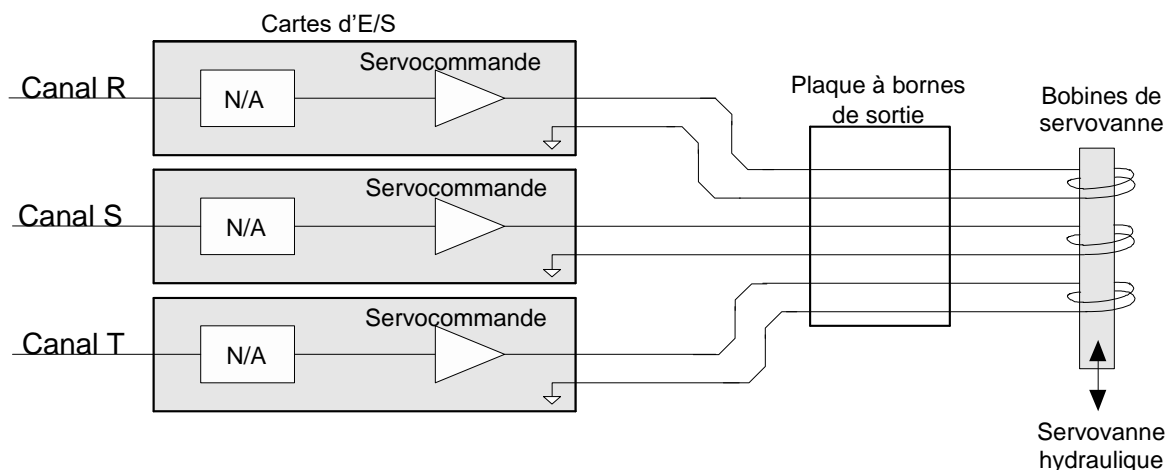 Cartes d'E/S
Servocommande
Canal R
N/A
Plaque à bornes
de sortie
Bobines de
servovanne
Servocommande
Canal S
N/A
Servocommande
Canal T
N/A
Servovanne
hydraulique